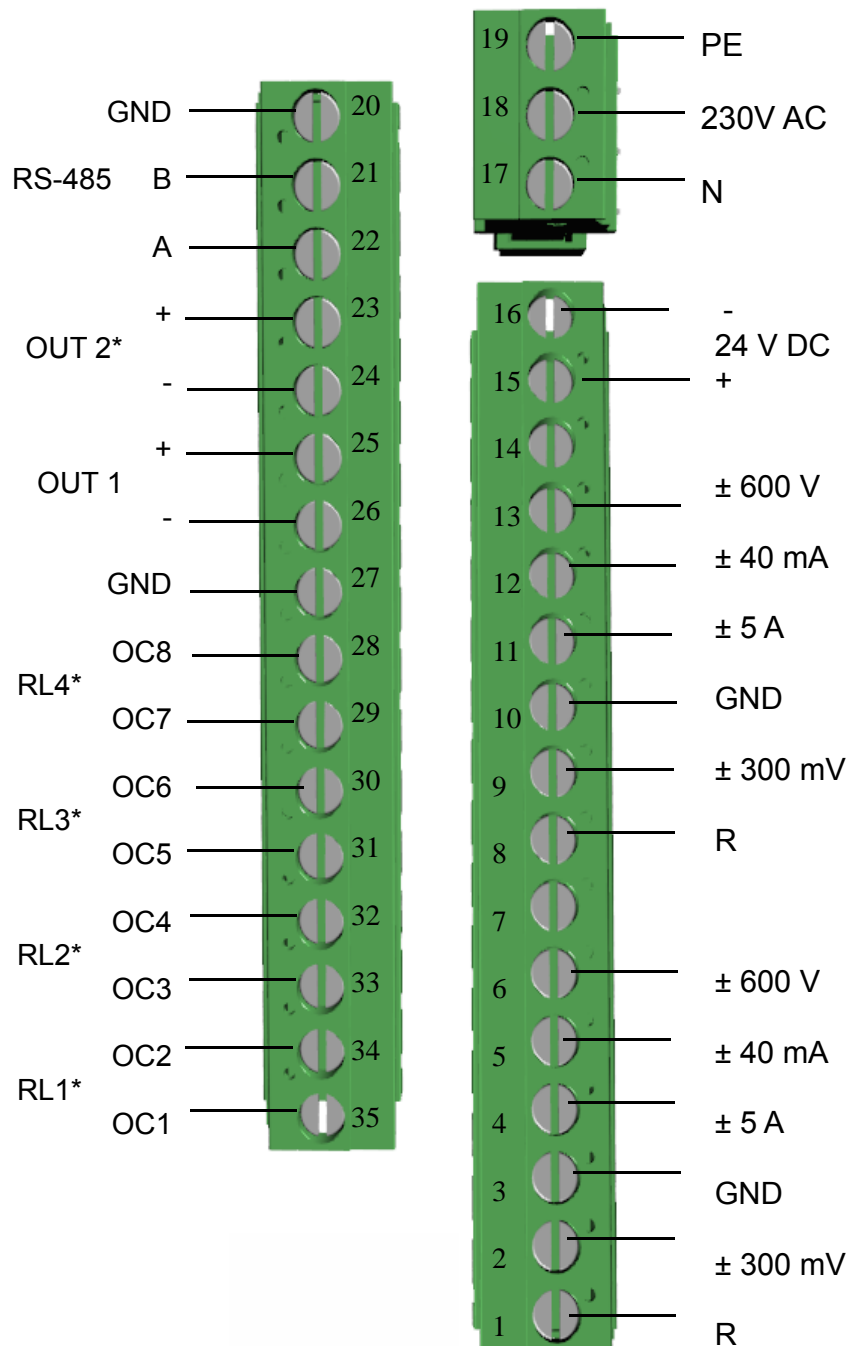 GND 20
RS-485 B 21
A 22
+ 23
OUT 2*
- 24
+ 25
OUT 1
- 26
GND 27
OC8 28
RL4*
OC7 29
OC6 30
RL3*
OC5 31
OC4 32
RL2*
OC3 33
OC2 34
RL1*
OC1 35
19 PE
18 230V AC
17 N
16 -
24 V DC
15 +
14
13 ± 600 V
12 ± 40 mA
11 ± 5 A
10 GND
9 ± 300 mV
8 R
7
6 ± 600 V
5 ± 40 mA
4 ± 5 A
3 GND
2 ± 300 mV
1 R